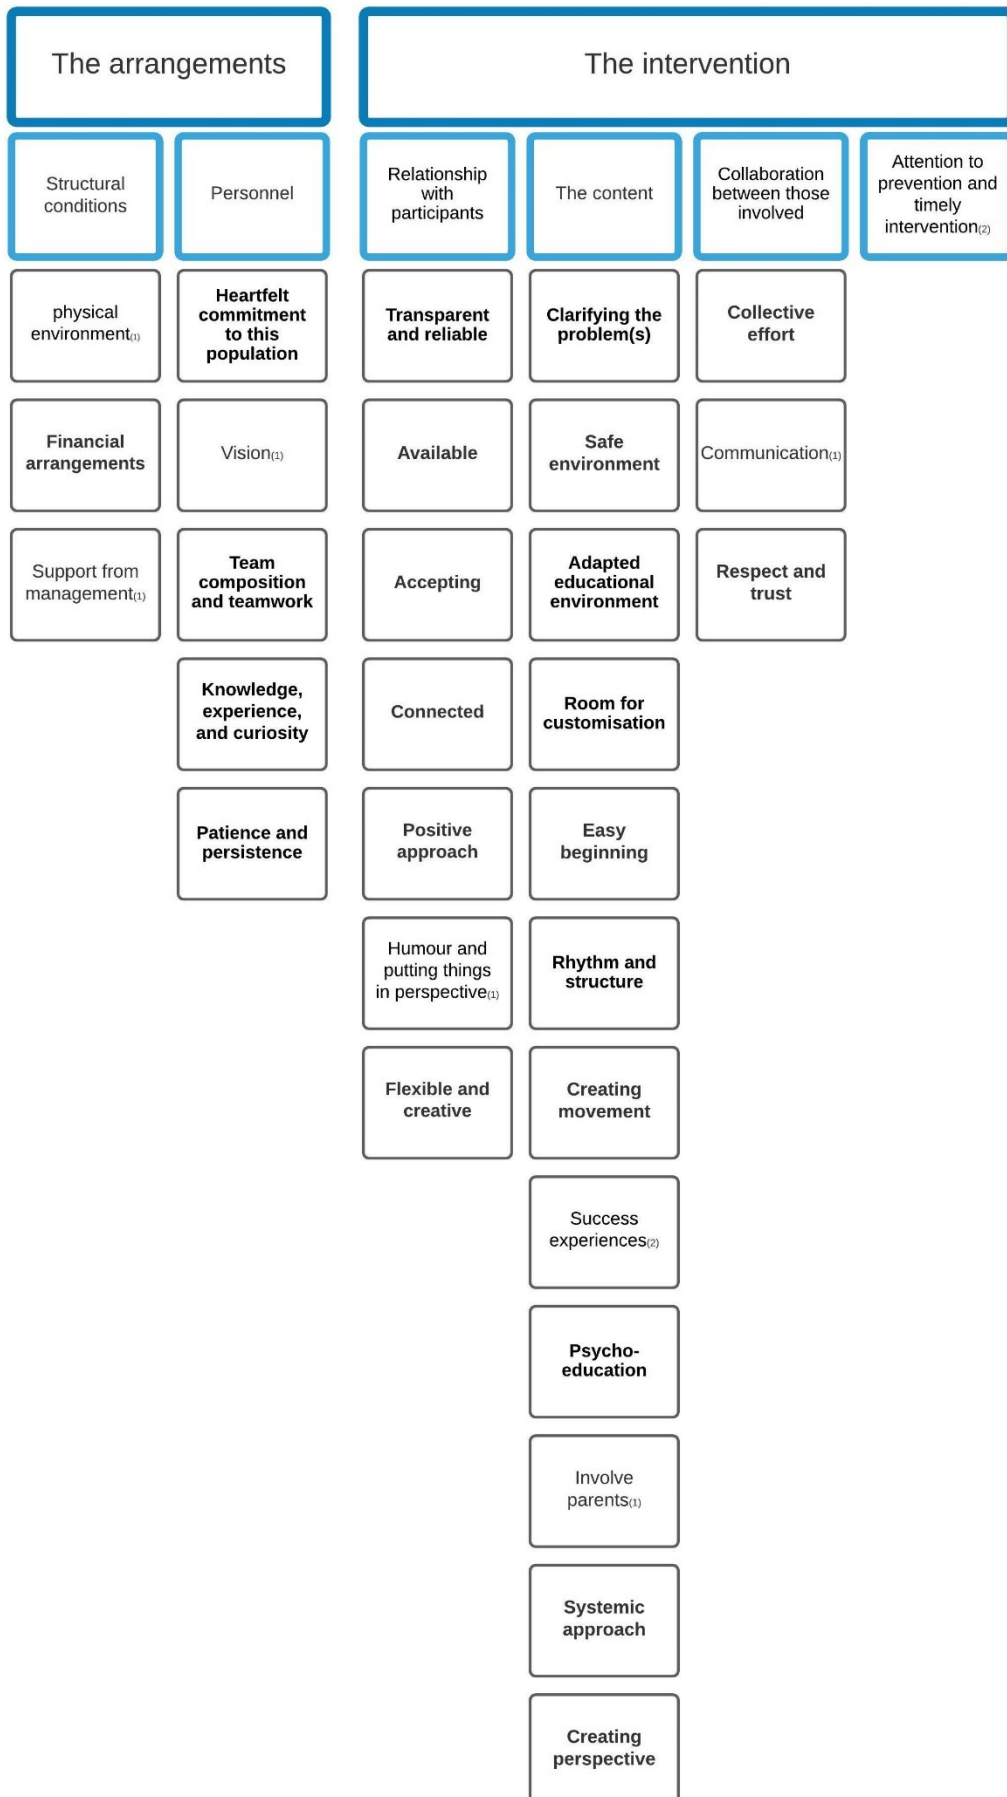 The arrangements
The intervention
Structural
conditions
Personnel
Relationship
with
participants
The content
Collaboration
between those
involved
Attention to
prevention and
timely
intervention(2)
physical
environment(1)
Heartfelt
commitment
to this
population
Transparent
and reliable
Clarifying the
problem(s)
Collective
effort
Financial
arrangements
Vision(1)
Available
Safe
environment
Communication(1)
Support from
management(1)
Team
composition
and teamwork
Accepting
Adapted
educational
environment
Respect and
trust
Knowledge,
experience,
and curiosity
Connected
Room for
customisation
Patience and
persistence
Positive
approach
Easy
beginning
Humour and
putting things
in perspective(1)
Rhythm and
structure
Flexible and
creative
Creating
movement
Success
experiences(2)
Psycho-
education
Involve
parents(1)
Systemic
approach
Creating
perspective